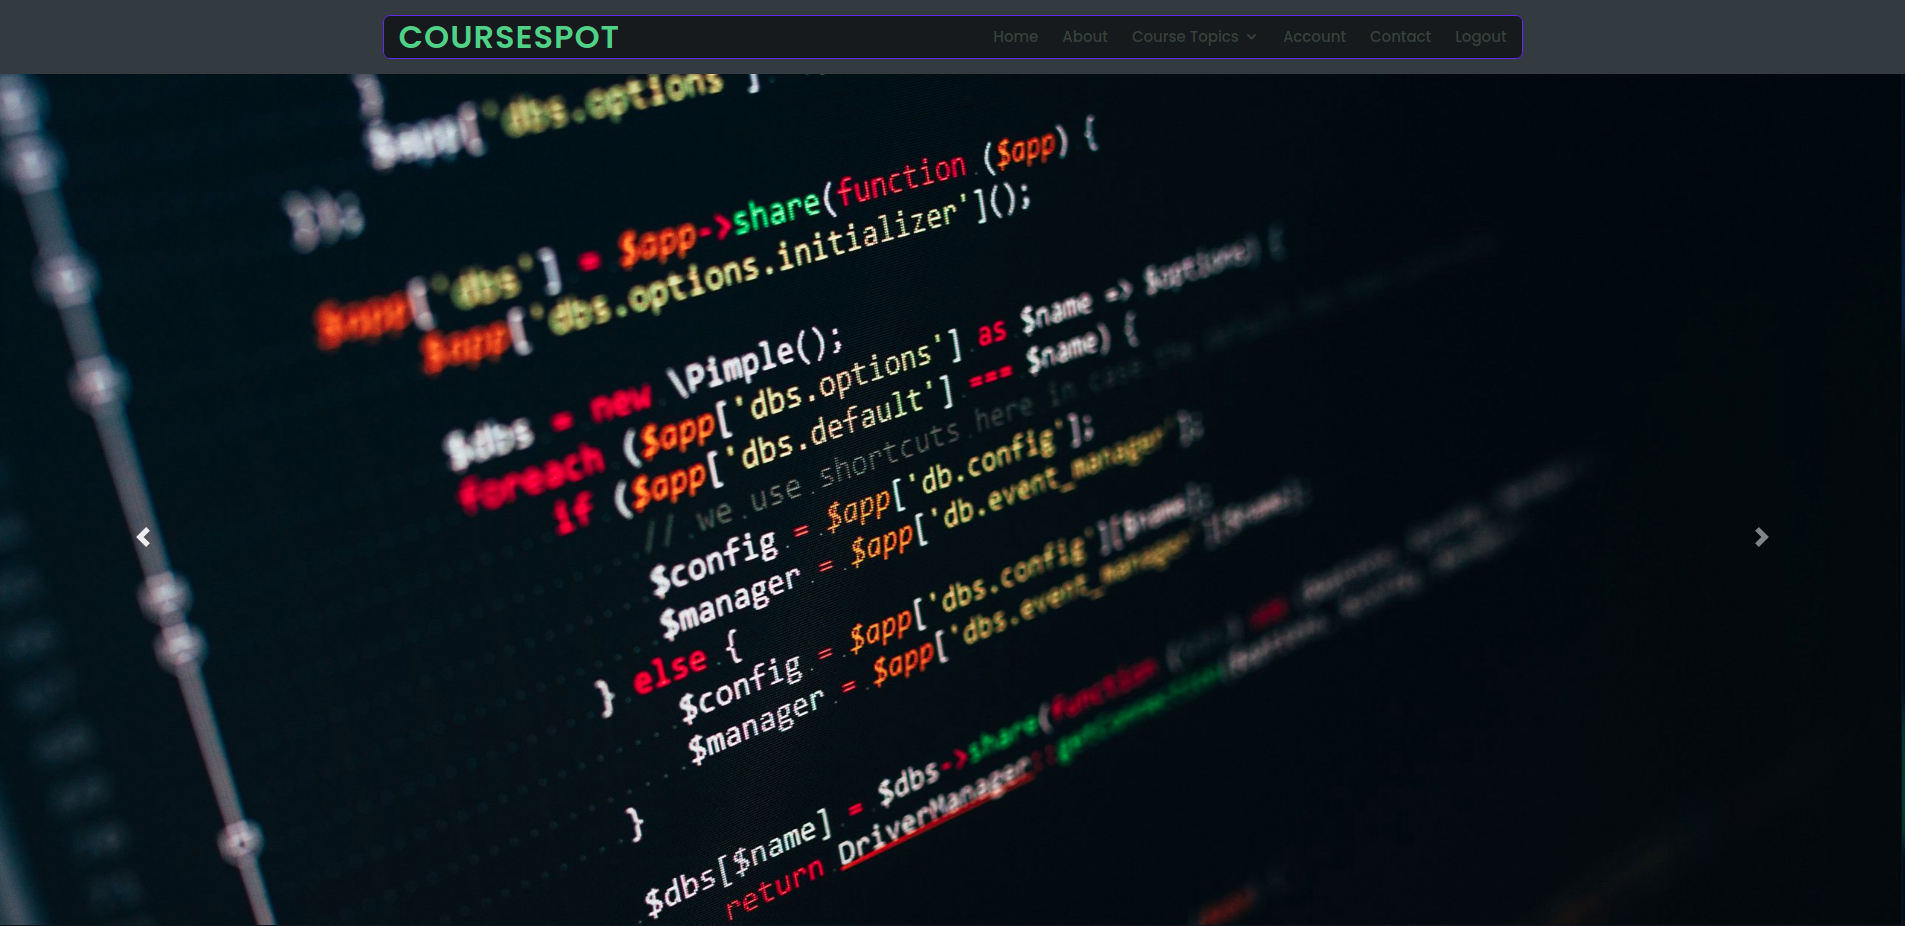 COURSESPOT
Home About Course Topics Account Contact Logout
$app['dbs.options']
});
$app['dbs'] = $app->share(function ($app) {
$app['dbs.options.initializer']();
$dbs = new \Pimple();
foreach ($app['dbs.options'] as $name => $options) {
if ($app['dbs.default'] === $name) {
// we use shortcuts here in case the default
$config = $app['db.config'];
$manager = $app['db.event_manager'];
} else {
$config = $app['dbs.config'][$name];
$manager = $app['dbs.event_manager'][$name];
}
$dbs[$name] = $dbs->share(function
return DriverManager::getConnection(